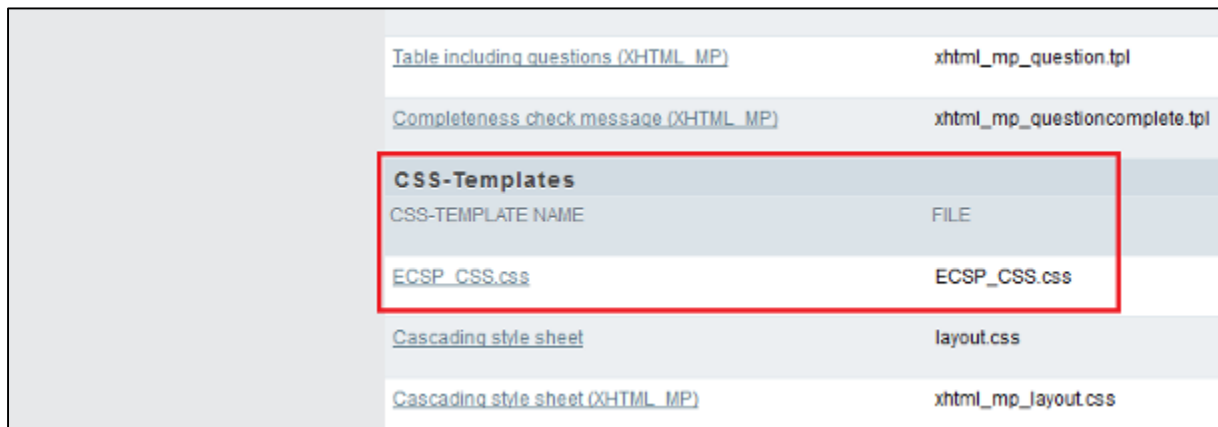 Table including questions (XHTML_MP) xhtml_mp_question.tpl
Completeness check message (XHTML_MP) xhtml_mp_questioncomplete.tpl
CSS-Templates
CSS-TEMPLATE NAME FILE
ECSP_CSS.css ECSP_CSS.css
Cascading style sheet layout.css
Cascading style sheet (XHTML_MP) xhtml_mp_layout.css